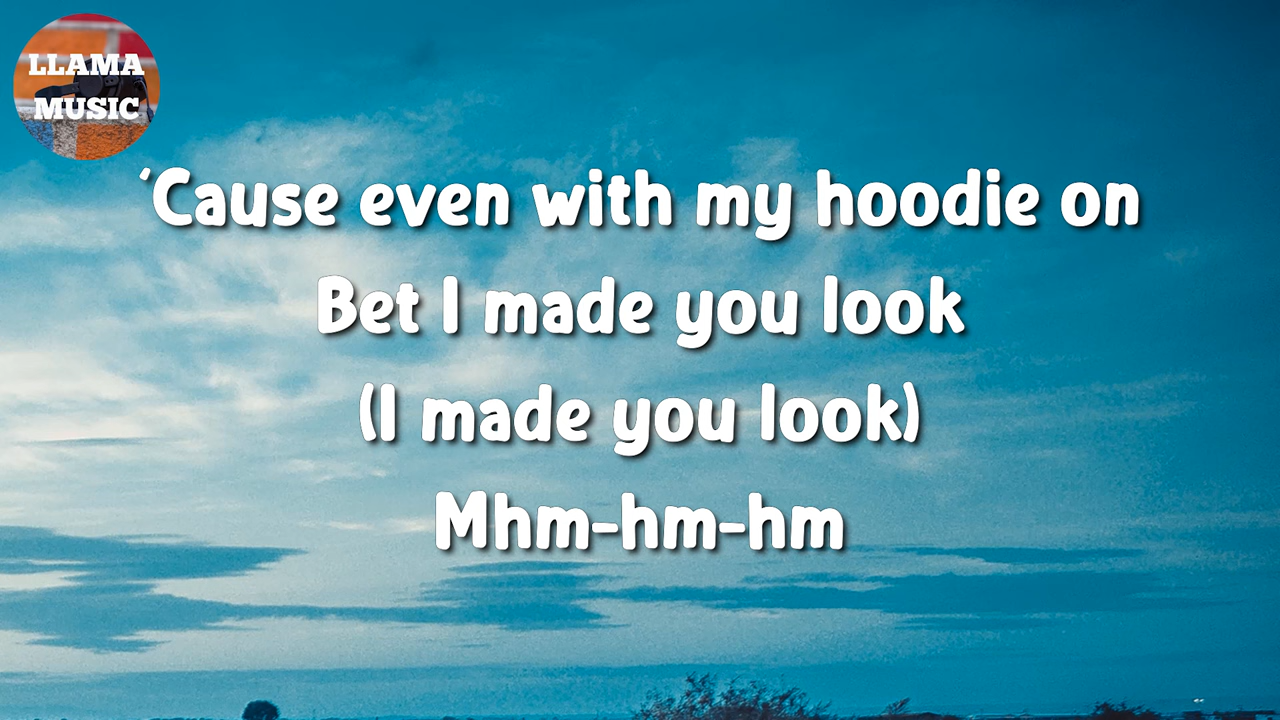 LLAMA
MUSIC
‘Cause even with my hoodie on
Bet I made you look
(I made you look)
Mhm-hm-hm